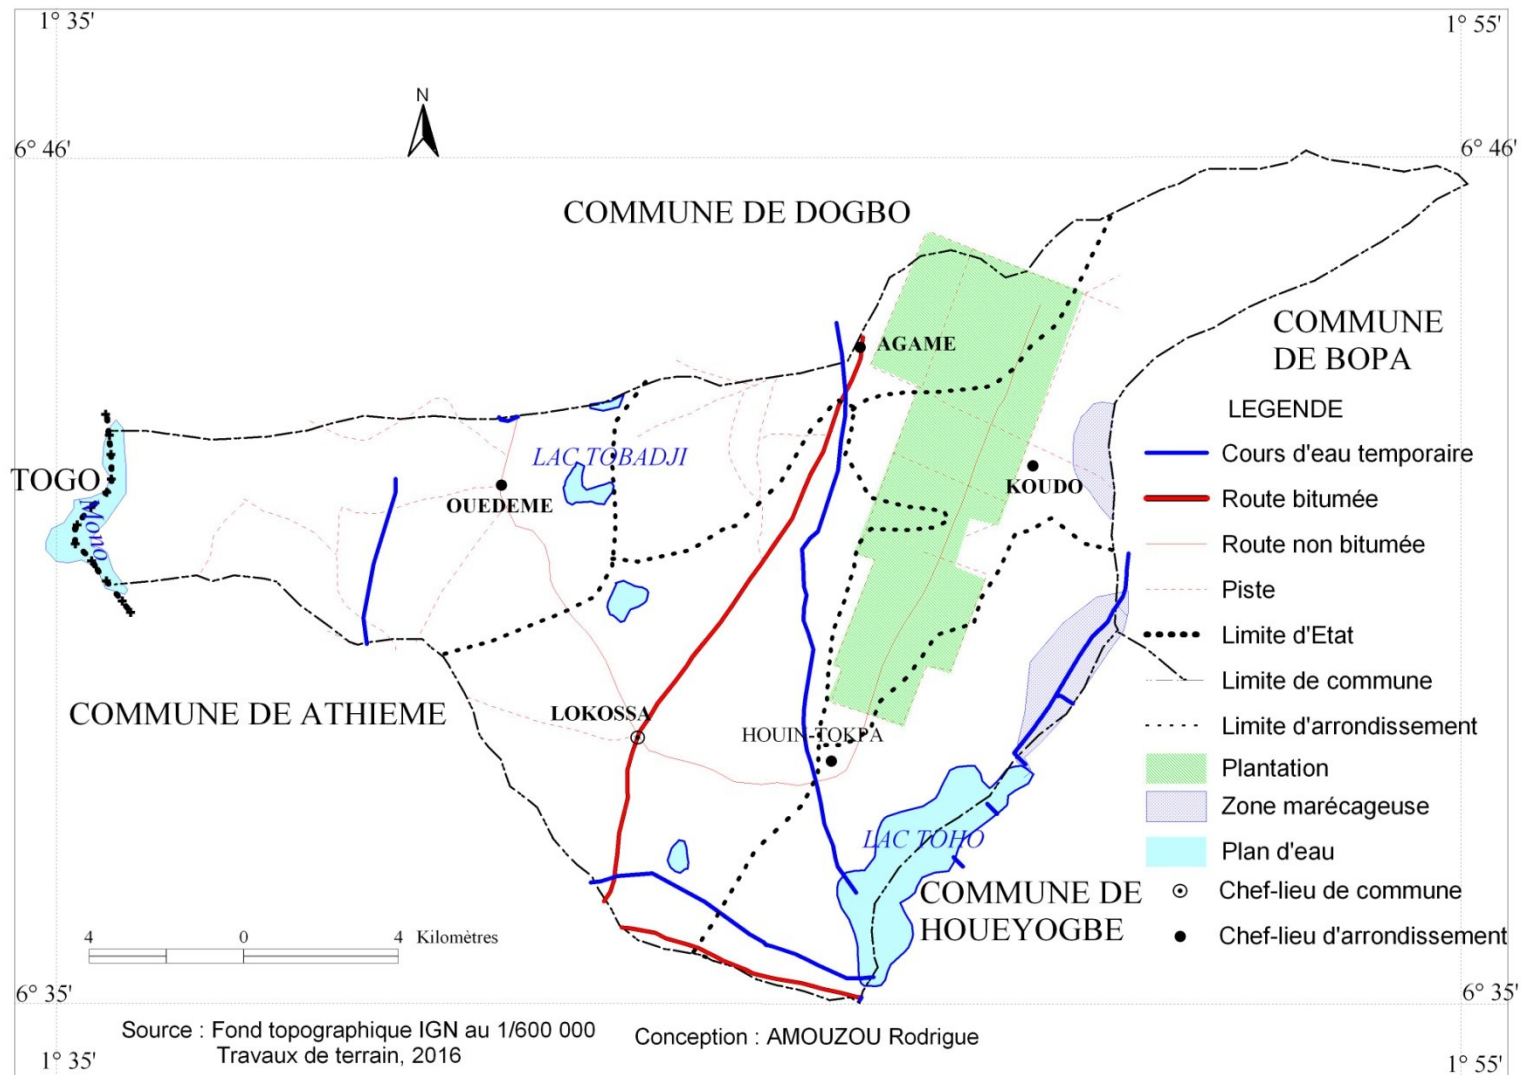 1° 35'
1° 55'
N
6° 46'
6° 46'
COMMUNE DE DOGBO
COMMUNE
DE BOPA
AGAME
LEGENDE
LAC TOBADJI
Cours d'eau temporaire
TOGO
KOUDO
OUEDEME
Route bitumée
Mono
Route non bitumée
Piste
Limite d'Etat
Limite de commune
COMMUNE DE ATHIEME
LOKOSSA
HOUIN-TOKPA
Limite d'arrondissement
Plantation
Zone marécageuse
LAC TOHO
Plan d'eau
COMMUNE DE
HOUEYOGBE
Chef-lieu de commune
4 0 4 Kilomètres
Chef-lieu d'arrondissement
6° 35'
6° 35'
Source : Fond topographique IGN au 1/600 000
Travaux de terrain, 2016
Conception : AMOUZOU Rodrigue
1° 35'
1° 55'